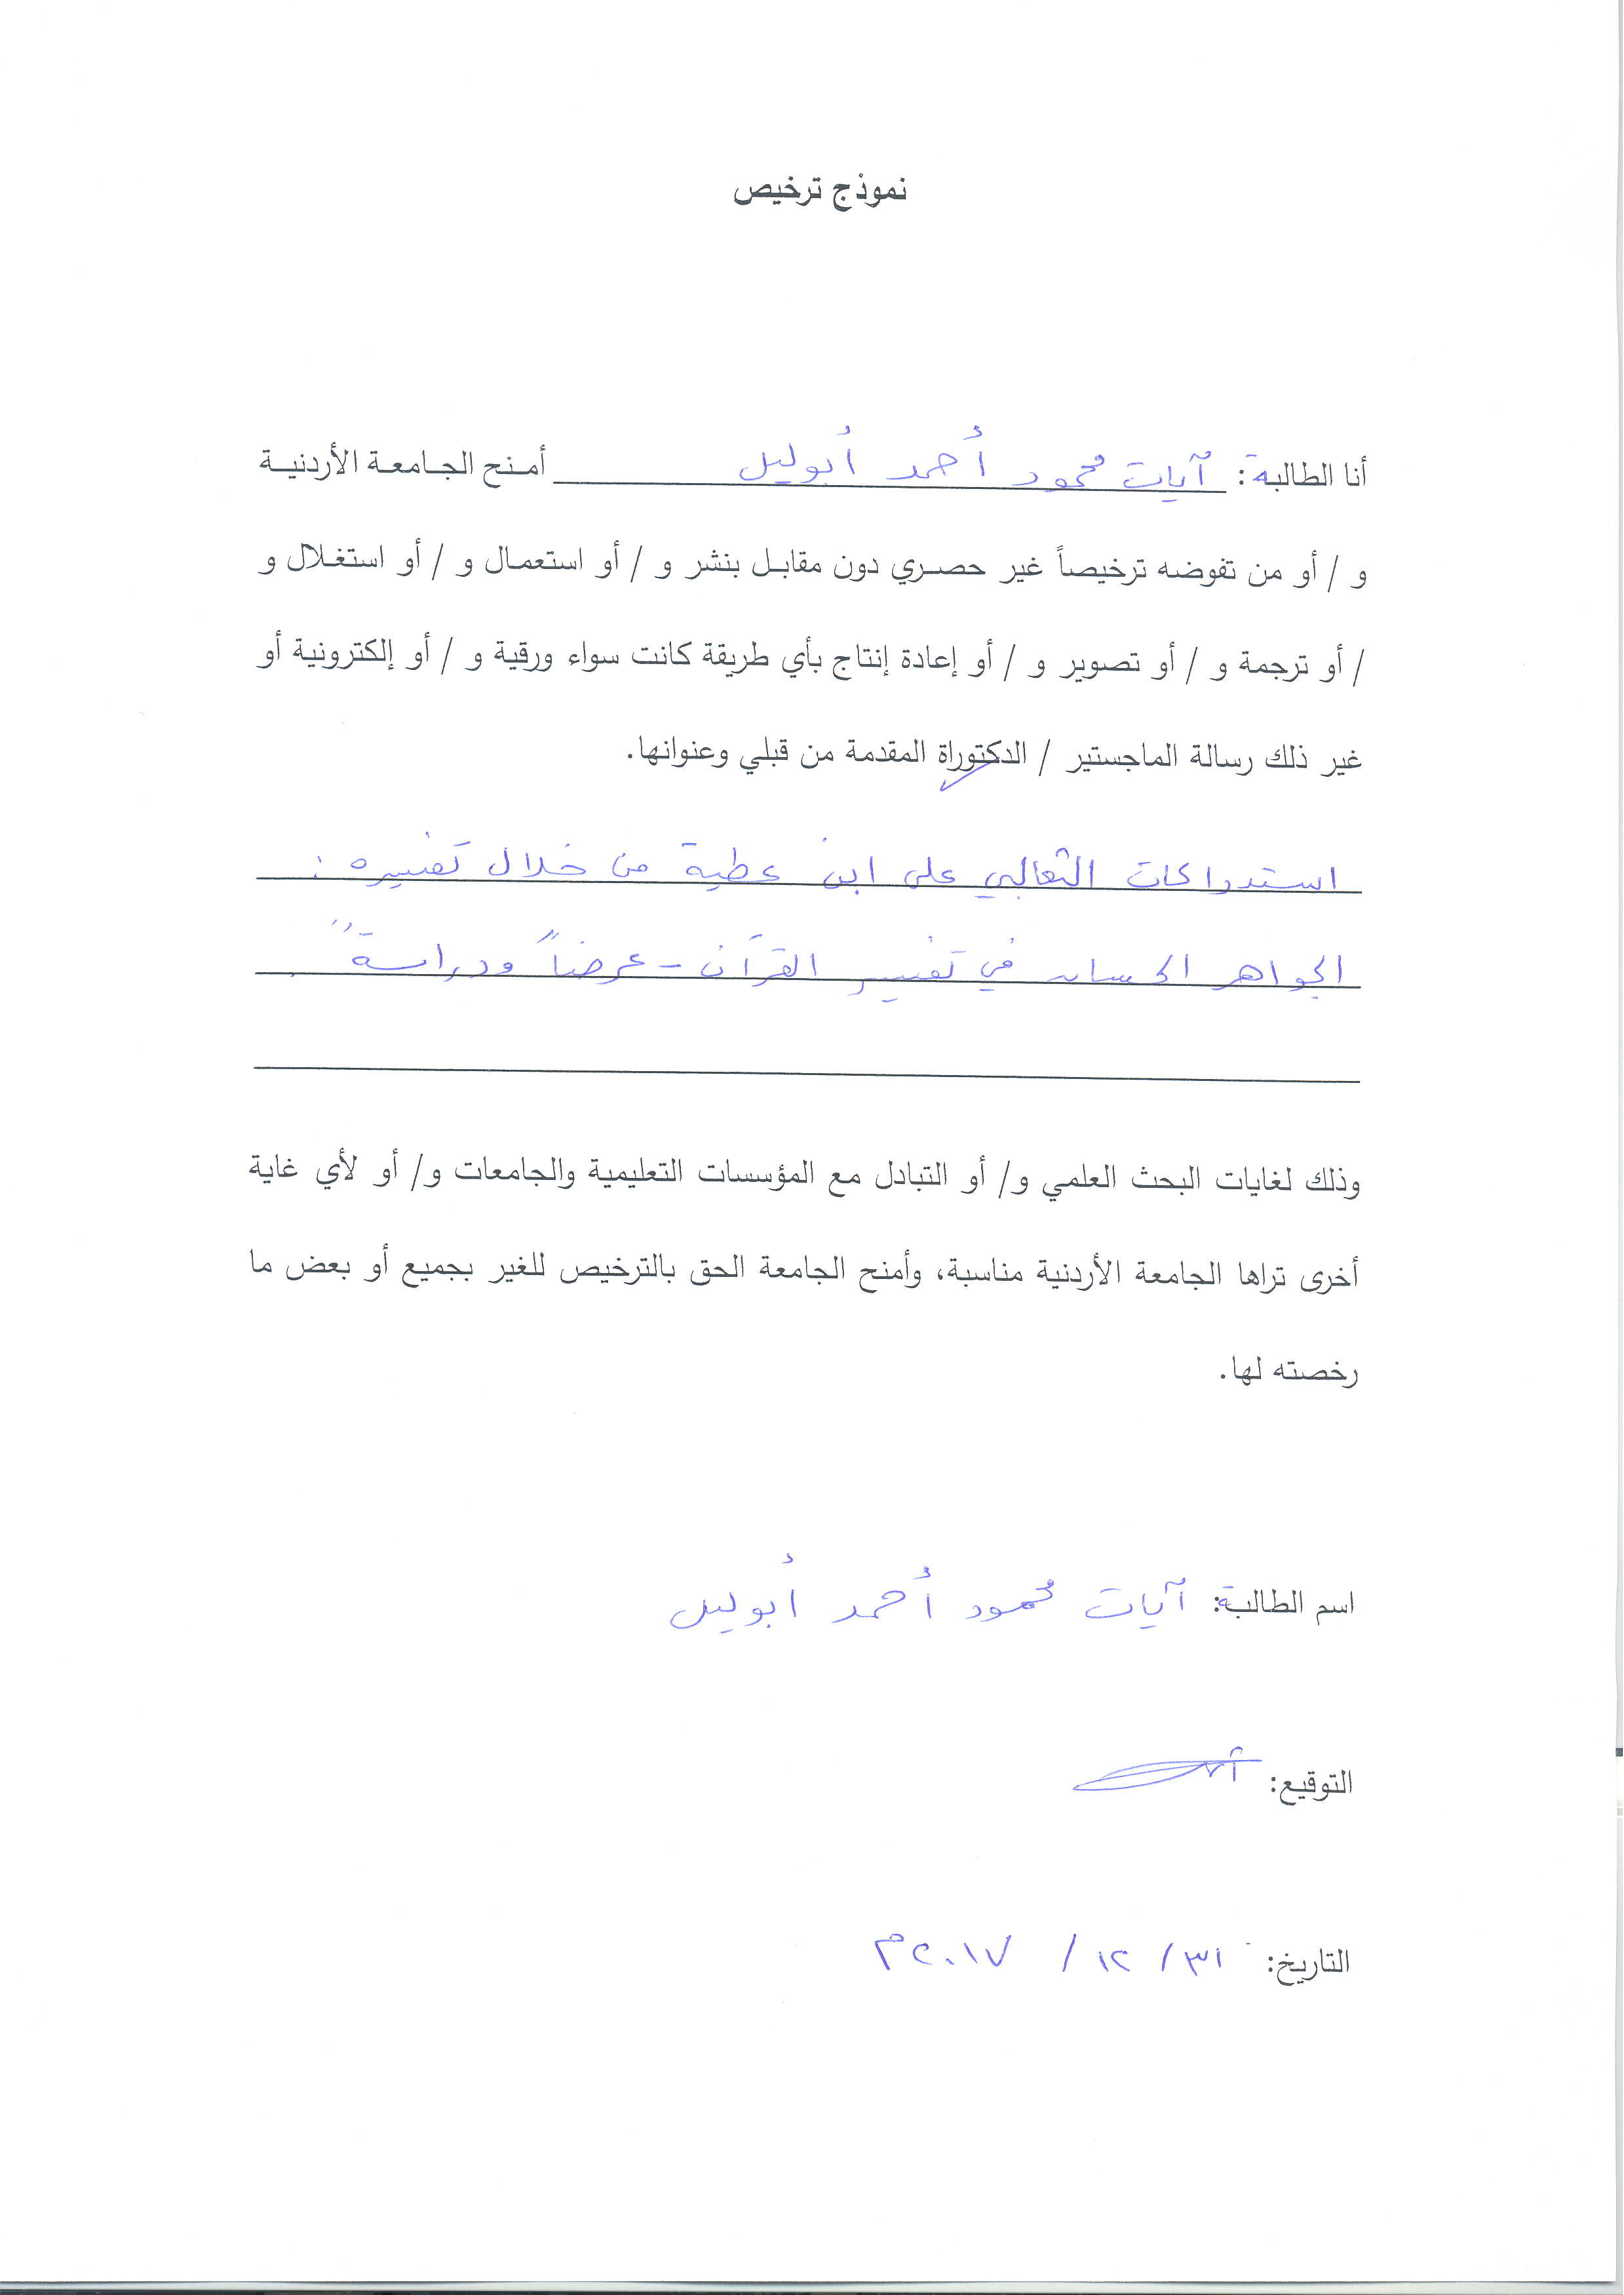 نموذج ترخيص
أنا الطالبة: آيات محمود أحمد أبوليل أمنح الجامعة الأردنية
و / أو من تفوضه ترخيصاً غير حصري دون مقابل بنشر و / أو استعمال و / أو استغلال و
/ أو ترجمة و / أو تصوير و / أو إعادة إنتاج بأي طريقة كانت سواء ورقية و / أو إلكترونية أو
غير ذلك رسالة الماجستير / الدكتوراة المقدمة من قبلي وعنوانها.
استدراكات الثعالبي على ابن عطية من خلال تفسيره :
الجواهر الحسان في تفسير القرآن - عرضاً ودراسةً" .
وذلك لغايات البحث العلمي و/ أو التبادل مع المؤسسات التعليمية والجامعات و/ أو لأي غاية
أخرى تراها الجامعة الأردنية مناسبة، وأمنح الجامعة الحق بالترخيص للغير بجميع أو بعض ما
رخصته لها.
اسم الطالبة: آيات محمود أحمد أبوليل
التوقيع:
التاريخ: ٣١/ ١٢ / ٢٠١٧م